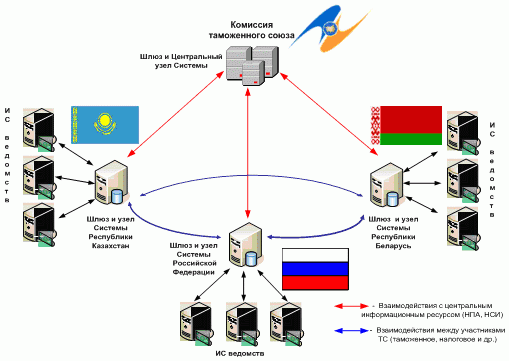 Комиссия
таможенного союза
Шлюз и Центральный
узел Системы
ИС ведомств
ИС ведомств
Шлюз и узел
Системы
Республики
Казахстан
Шлюз и узел
Системы
Республики
Беларусь
Шлюз и узел
Системы
Российской
Федерации
ИС ведомств
- Взаимодействия с центральным
информационным ресурсом (НПА, НСИ)
- Взаимодействия между участниками
ТС (таможенное, налоговое и др.)